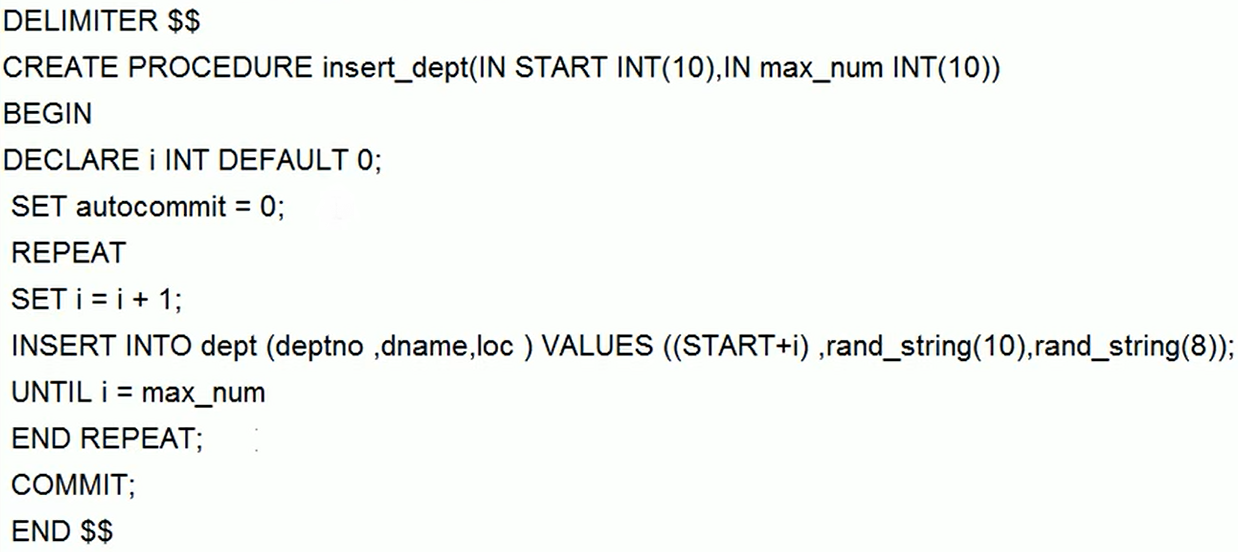 DELIMITER $$
CREATE PROCEDURE insert_dept(IN START INT(10),IN max_num INT(10))
BEGIN
DECLARE i INT DEFAULT 0;
SET autocommit = 0;
REPEAT
SET i = i + 1;
INSERT INTO dept (deptno ,dname,loc ) VALUES ((START+i) ,rand_string(10),rand_string(8));
UNTIL i = max_num
END REPEAT;
COMMIT;
END $$